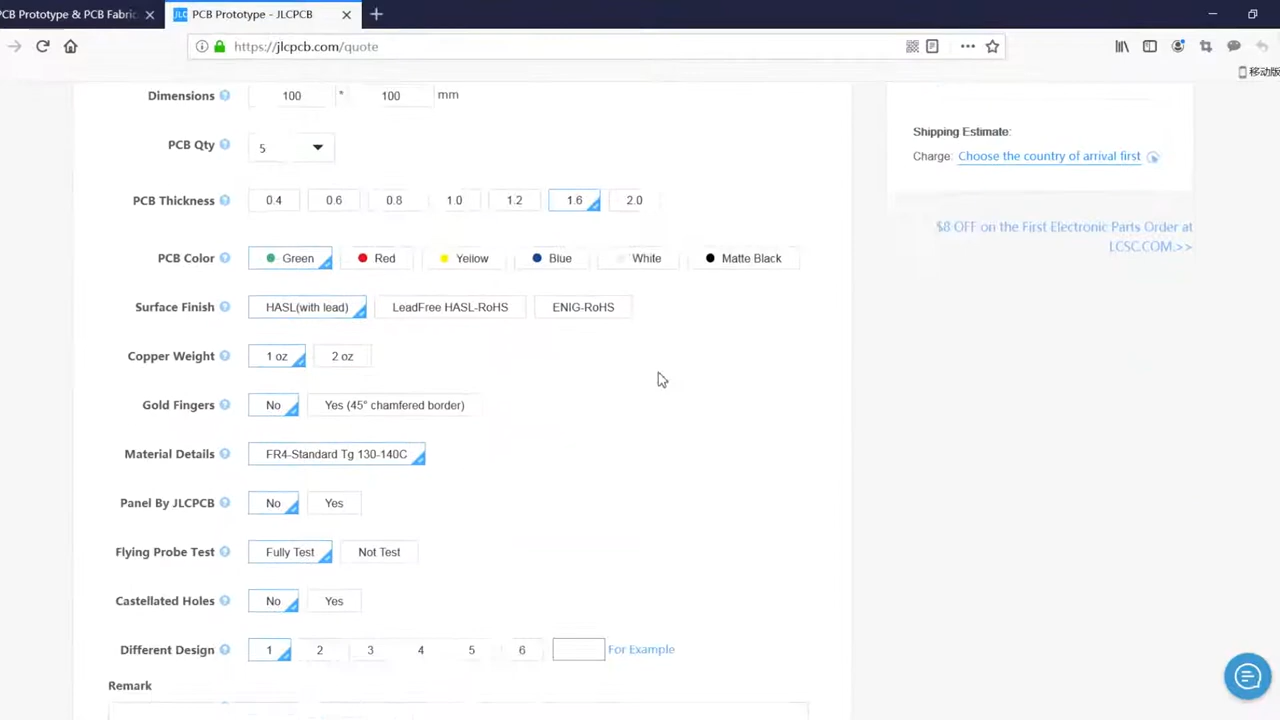 PCB Prototype & PCB Fabric
JLC PCB Prototype - JLCPCB
https://jlcpcb.com/quote
移动版
Dimensions 100 * 100 mm
PCB Qty 5
PCB Thickness 0.4 0.6 0.8 1.0 1.2 1.6 2.0
PCB Color Green Red Yellow Blue White Matte Black
Surface Finish HASL(with lead) LeadFree HASL-RoHS ENIG-RoHS
Copper Weight 1 oz 2 oz
Gold Fingers No Yes (45° chamfered border)
Material Details FR4-Standard Tg 130-140C
Panel By JLCPCB No Yes
Flying Probe Test Fully Test Not Test
Castellated Holes No Yes
Different Design 1 2 3 4 5 6 For Example
Remark
Shipping Estimate:
Charge: Choose the country of arrival first
$8 OFF on the First Electronic Parts Order at
LCSC.COM.>>